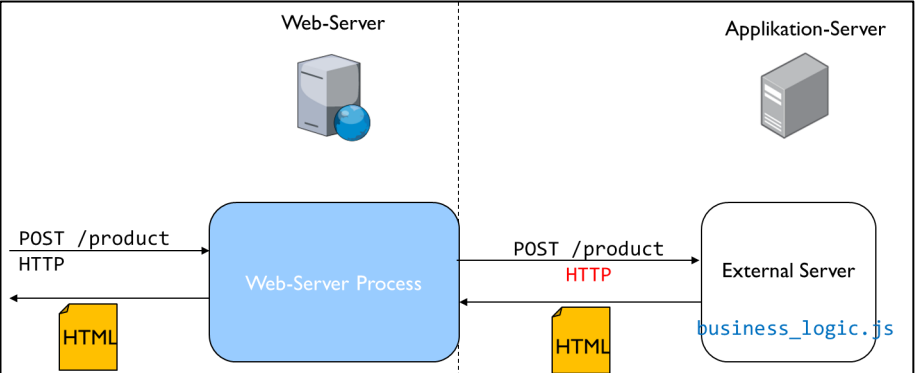 Web-Server
Applikation-Server
POST /product
HTTP
HTML
Web-Server Process
POST /product
HTTP
HTML
External Server
business_logic.js